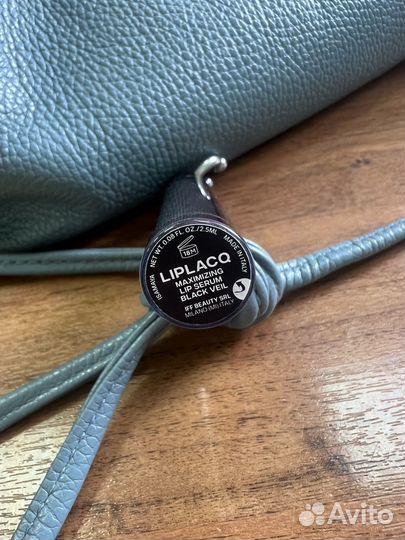 ISAMAYA NET WT. 0.08 FL. OZ./2.5ML MADE IN ITALY
18M
LIPLACQ
MAXIMIZING
LIP SERUM
BLACK VEIL
IFF BEAUTY SRL
MILANO (MI) ITALY
Avito